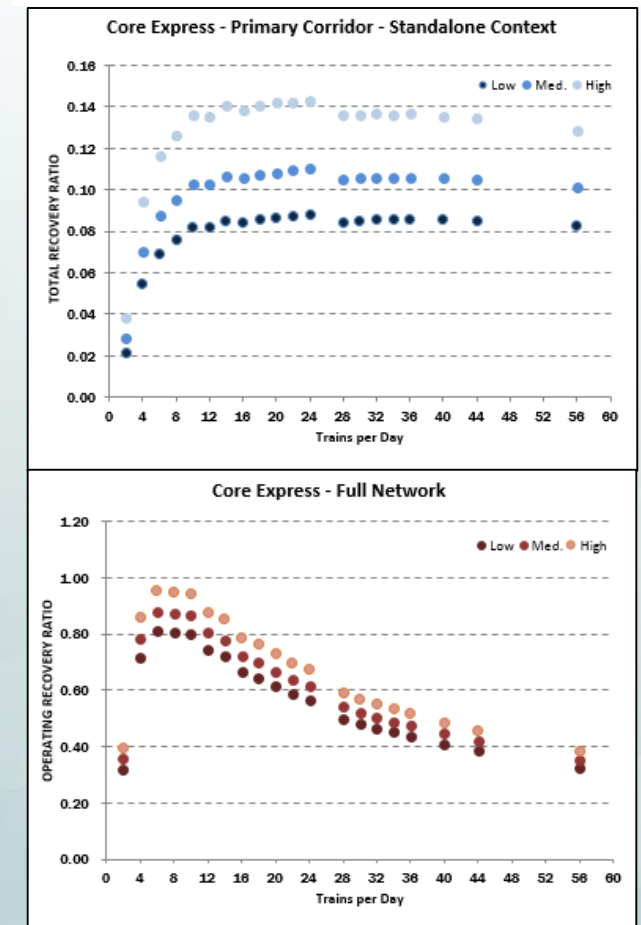 Core Express - Primary Corridor - Standalone Context
0.16
Low Med. High
0.14
0.12
0.10
0.08
0.06
0.04
0.02
0.00
TOTAL RECOVERY RATIO
0 4 8 12 16 20 24 28 32 36 40 44 48 52 56 60
Trains per Day
Core Express - Full Network
1.20
Low Med. High
1.00
0.80
0.60
0.40
0.20
0.00
OPERATING RECOVERY RATIO
0 4 8 12 16 20 24 28 32 36 40 44 48 52 56 60
Trains per Day